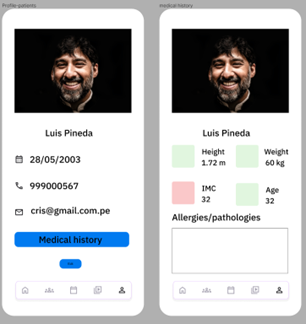 Profile patients
Luis Pineda
28/05/2003
999000567
cris@gmail.com.pe
Medical history
medical history
Luis Pineda
Height
1.72 m
Weight
60 kg
IMC
32
Age
32
Allergies/pathologies